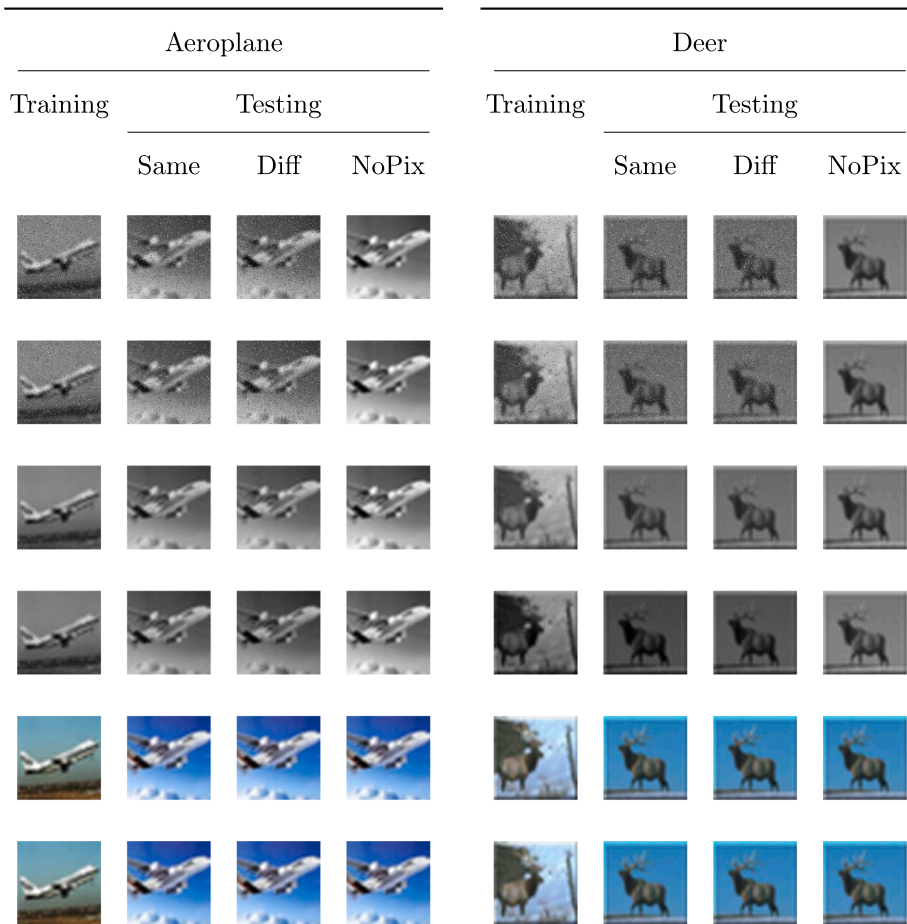 Aeroplane Deer
Training Testing Training Testing
Same Diff NoPix Same Diff NoPix